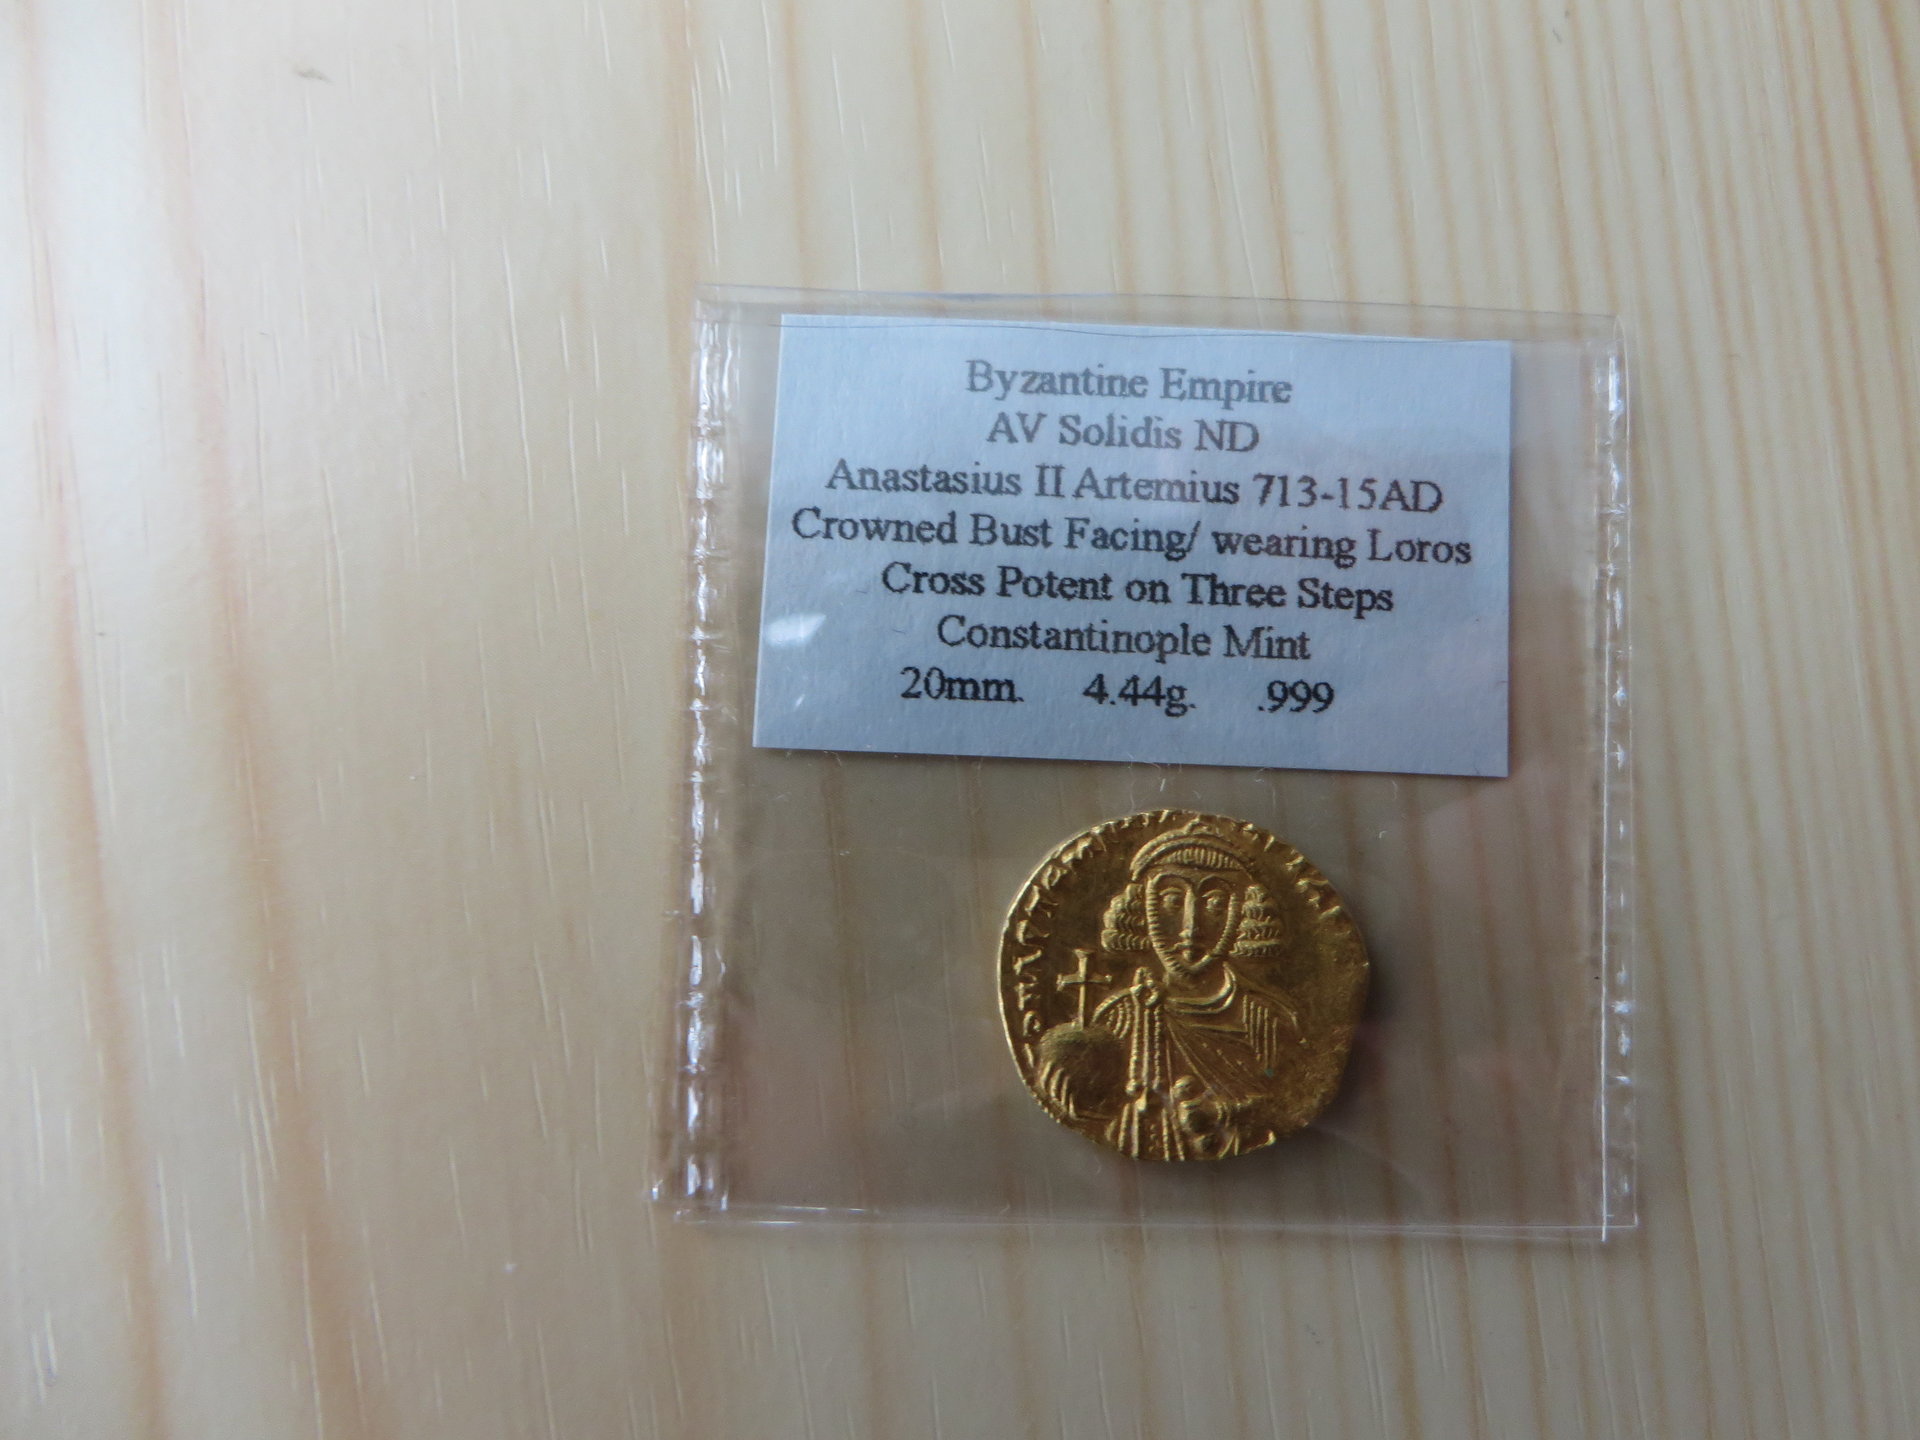 Byzantine Empire
AV Solidis ND
Anastasius II Artemius 713-15AD
Crowned Bust Facing/ wearing Loros
Cross Potent on Three Steps
Constantinople Mint
20mm. 4.44g. .999